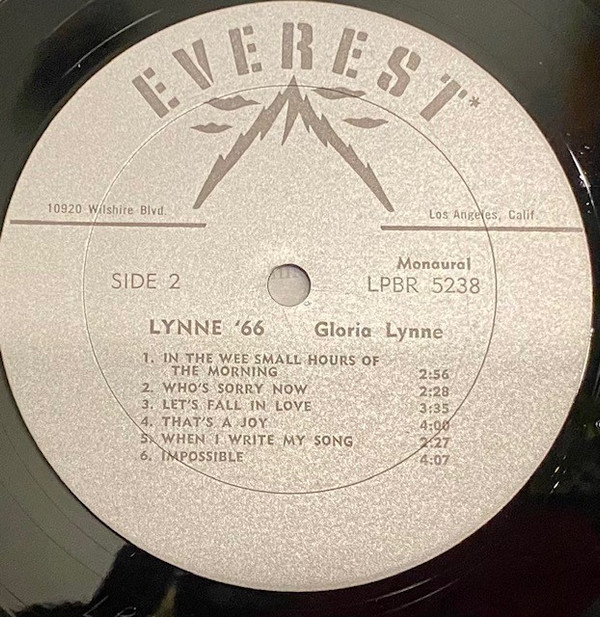 EVEREST*
10920 Wilshire Blvd.
Los Angeles, Calif.
SIDE 2
Monaural
LPBR 5238
LYNNE '66 Gloria Lynne
1. IN THE WEE SMALL HOURS OF
THE MORNING 2:56
2. WHO'S SORRY NOW 2:28
3. LET'S FALL IN LOVE 3:35
4. THAT'S A JOY 4:00
5. WHEN I WRITE MY SONG 2:27
6. IMPOSSIBLE 4:07